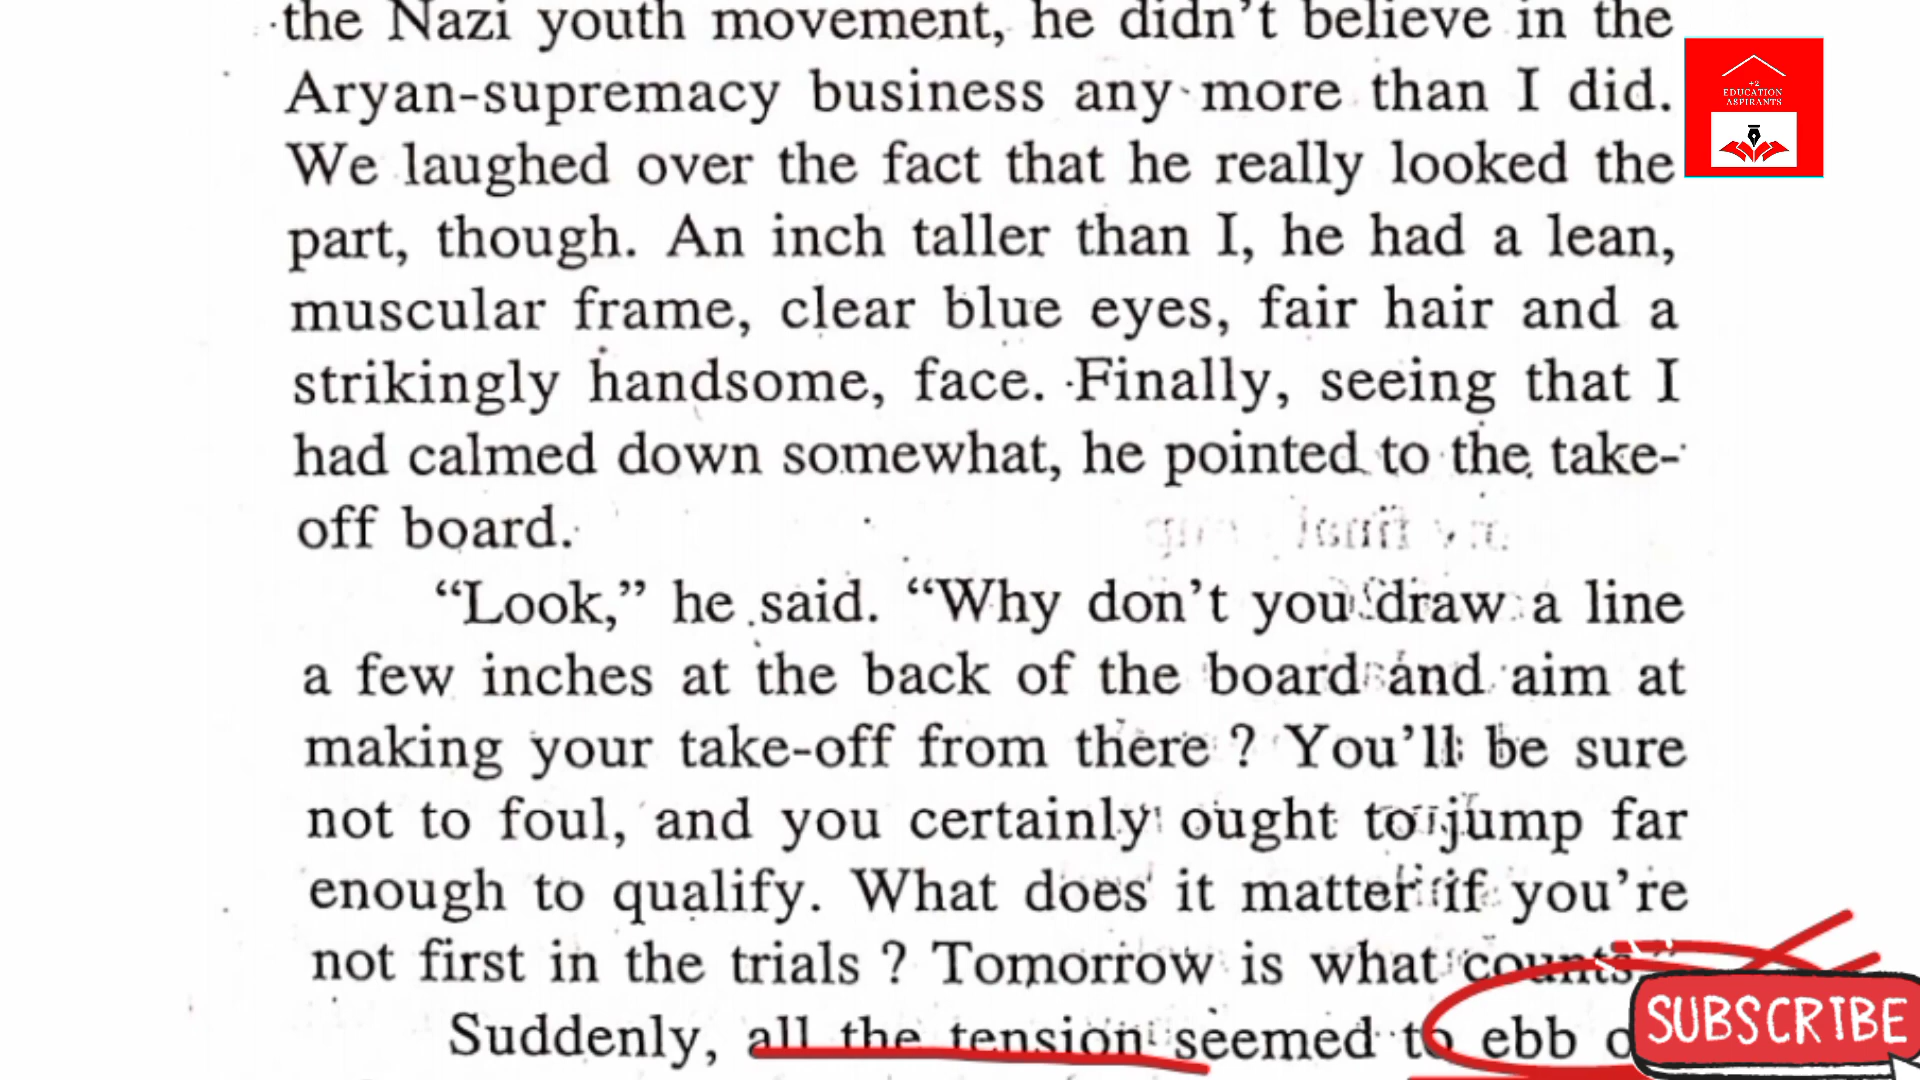 the Nazi youth movement, he didn't believe in the
Aryan-supremacy business any more than I did.
We laughed over the fact that he really looked the
part, though. An inch taller than I, he had a lean,
muscular frame, clear blue eyes, fair hair and a
strikingly handsome, face. Finally, seeing that I
had calmed down somewhat, he pointed to the take-
off board.
"Look," he said. "Why don't you draw a line
a few inches at the back of the board and aim at
making your take-off from there ? You'll be sure
not to foul, and you certainly ought to jump far
enough to qualify. What does it matter if you're
not first in the trials ? Tomorrow is what counts."
Suddenly, all the tension seemed to ebb
+2
EDUCATION
ASPIRANTS
SUBSCRIBE